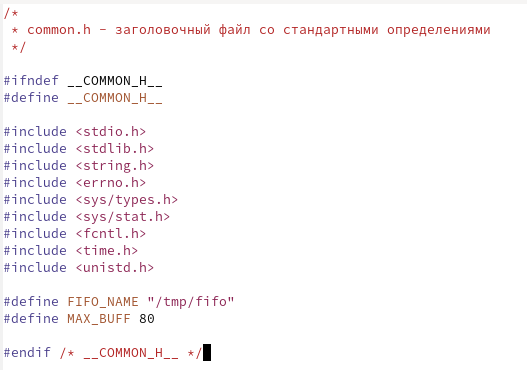 /*
 * common.h - заголовочный файл со стандартными определениями
 */

#ifndef __COMMON_H__
#define __COMMON_H__

#include <stdio.h>
#include <stdlib.h>
#include <string.h>
#include <errno.h>
#include <sys/types.h>
#include <sys/stat.h>
#include <fcntl.h>
#include <time.h>
#include <unistd.h>

#define FIFO_NAME "/tmp/fifo"
#define MAX_BUFF 80

#endif /* __COMMON_H__ */